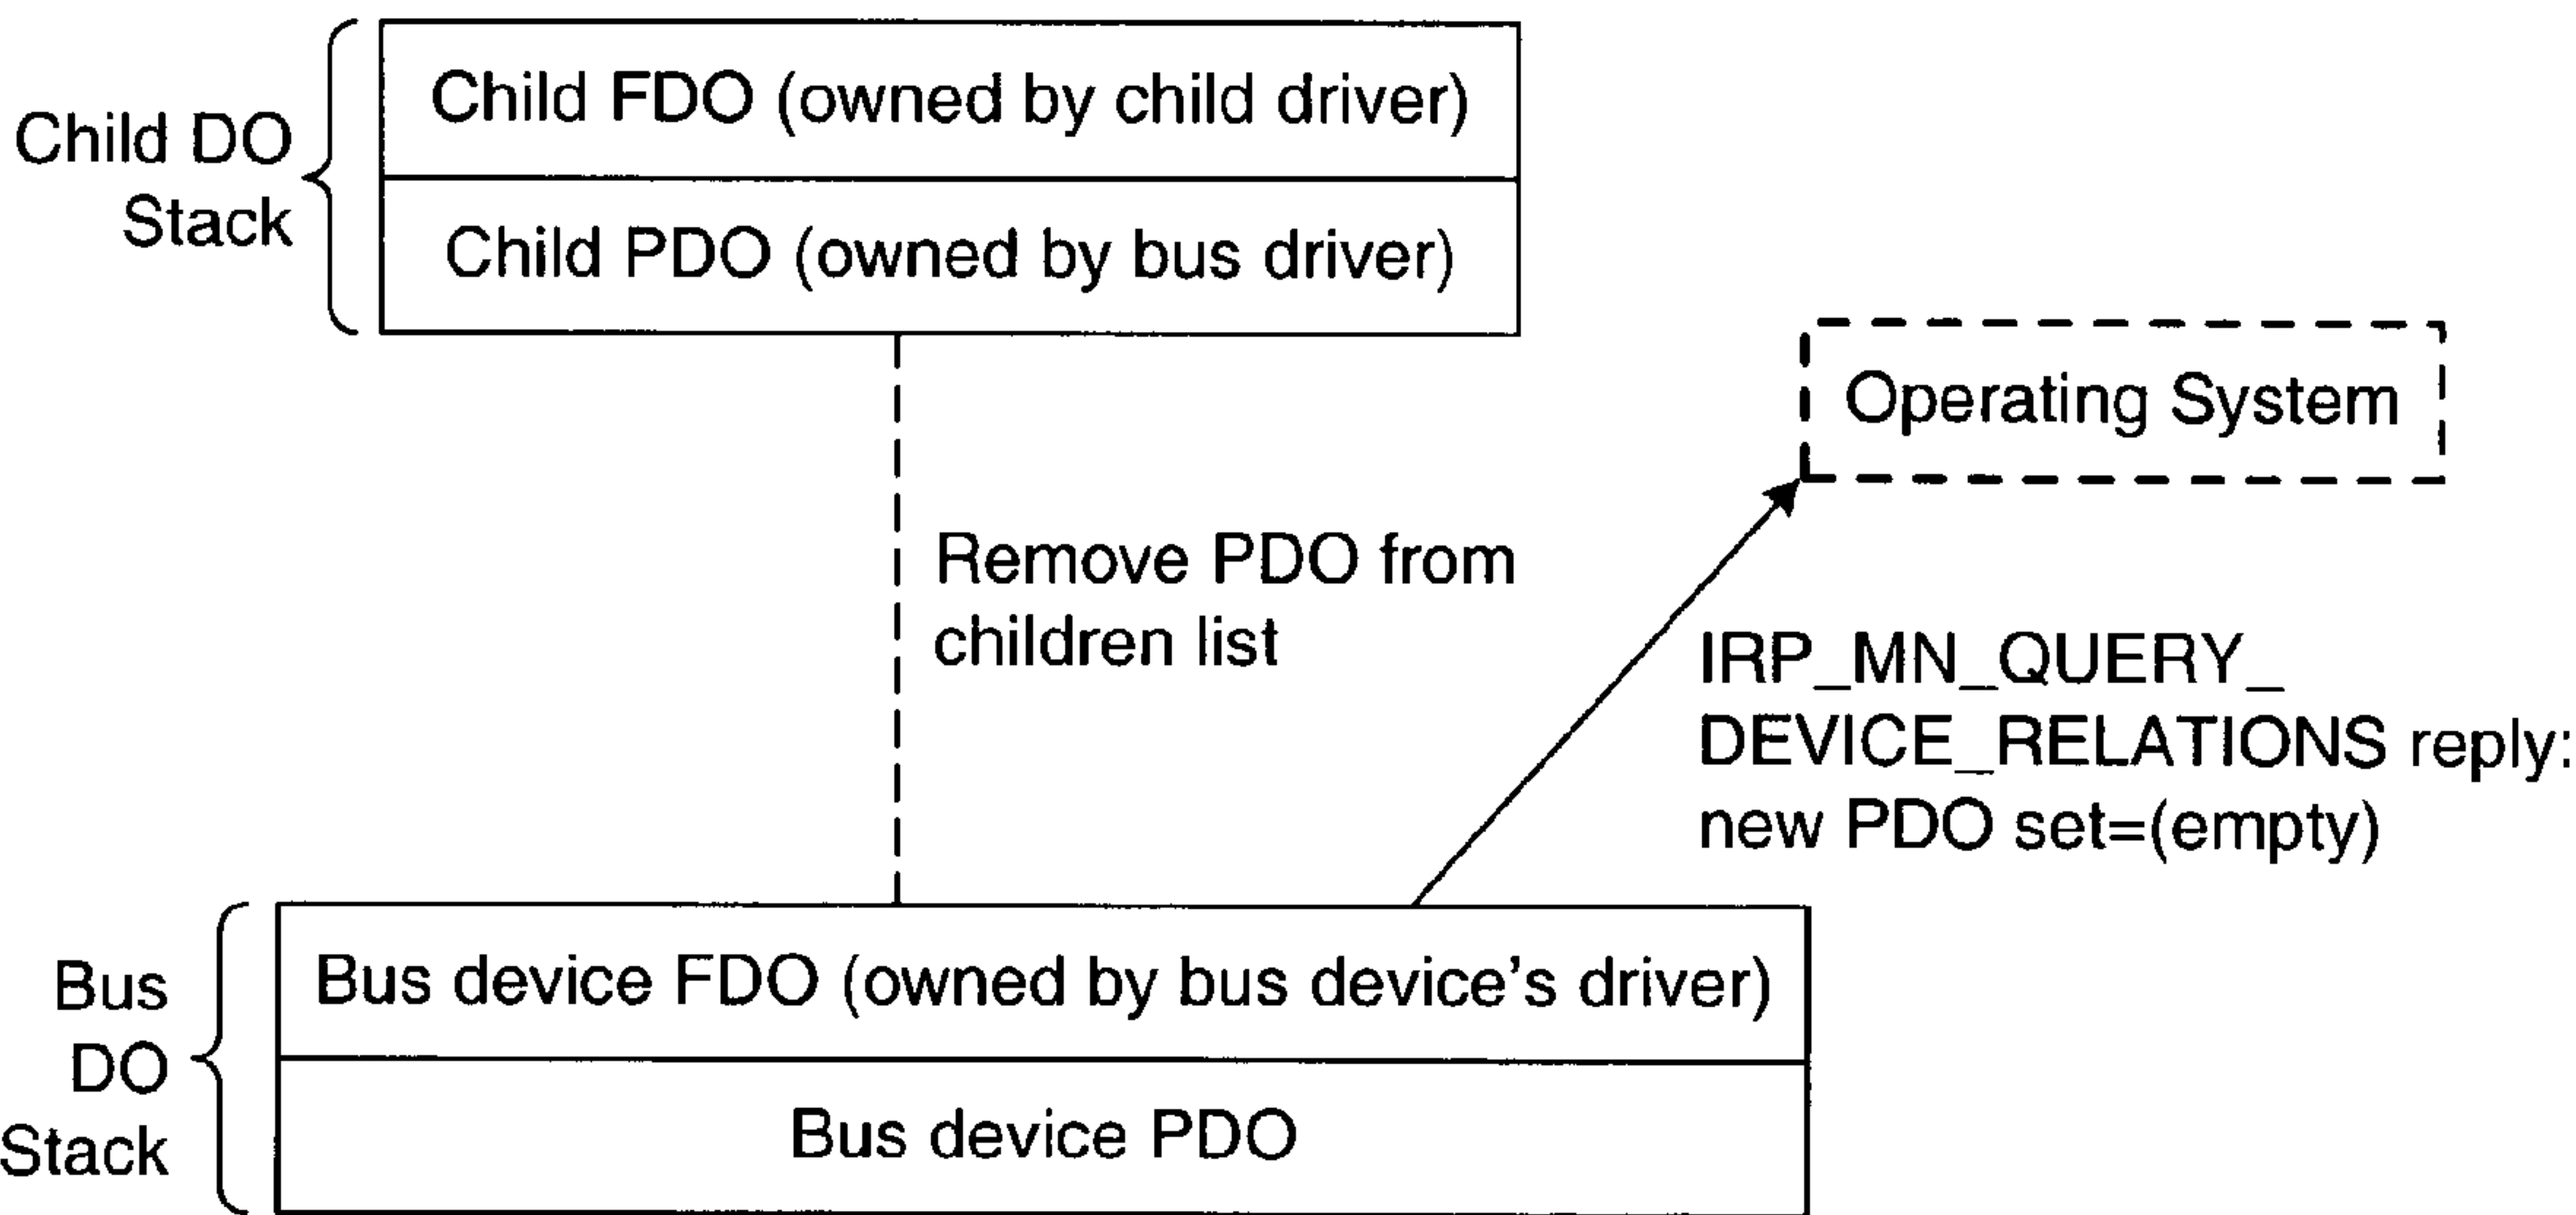 Child FDO (owned by child driver)
Child DO
Stack
Child PDO (owned by bus driver)
Operating System
Remove PDO from
children list
IRP_MN_QUERY_
DEVICE_RELATIONS reply:
new PDO set=(empty)
Bus
DO
Stack
Bus device FDO (owned by bus device's driver)
Bus device PDO